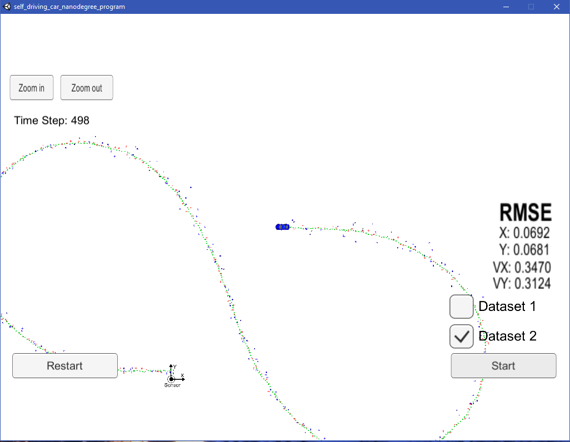 self_driving_car_nanodegree_program
Zoom in
Zoom out
Time Step: 498
RMSE
X: 0.0692
Y: 0.0681
VX: 0.3470
VY: 0.3124
Dataset 1
Dataset 2
Restart
Start
Y
X
Sensor